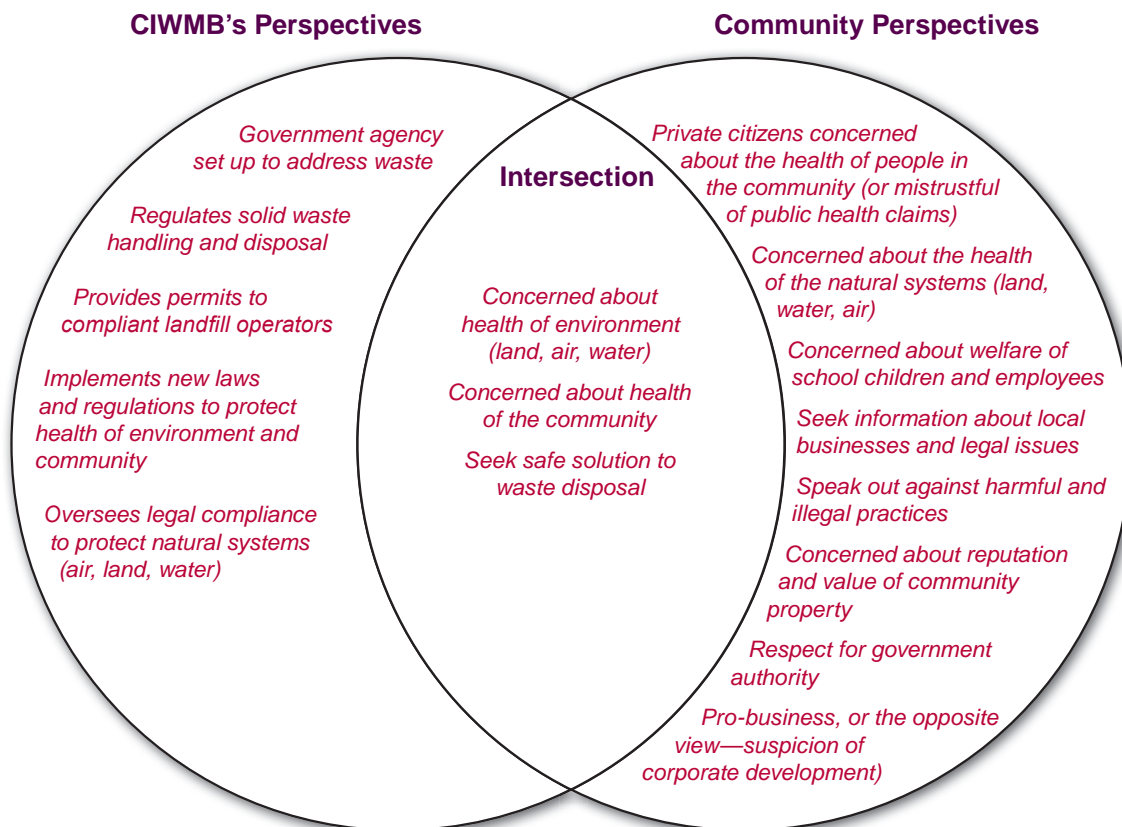 CIWMB’s Perspectives
Community Perspectives
Government agency
set up to address waste
Regulates solid waste
handling and disposal
Provides permits to
compliant landfill operators
Implements new laws
and regulations to protect
health of environment and
community
Oversees legal compliance
to protect natural systems
(air, land, water)
Intersection
Concerned about
health of environment
(land, air, water)
Concerned about health
of the community
Seek safe solution to
waste disposal
Private citizens concerned
about the health of people in
the community (or mistrustful
of public health claims)
Concerned about the health
of the natural systems (land,
water, air)
Concerned about welfare of
school children and employees
Seek information about local
businesses and legal issues
Speak out against harmful and
illegal practices
Concerned about reputation
and value of community
property
Respect for government
authority
Pro-business, or the opposite
view—suspicion of
corporate development)